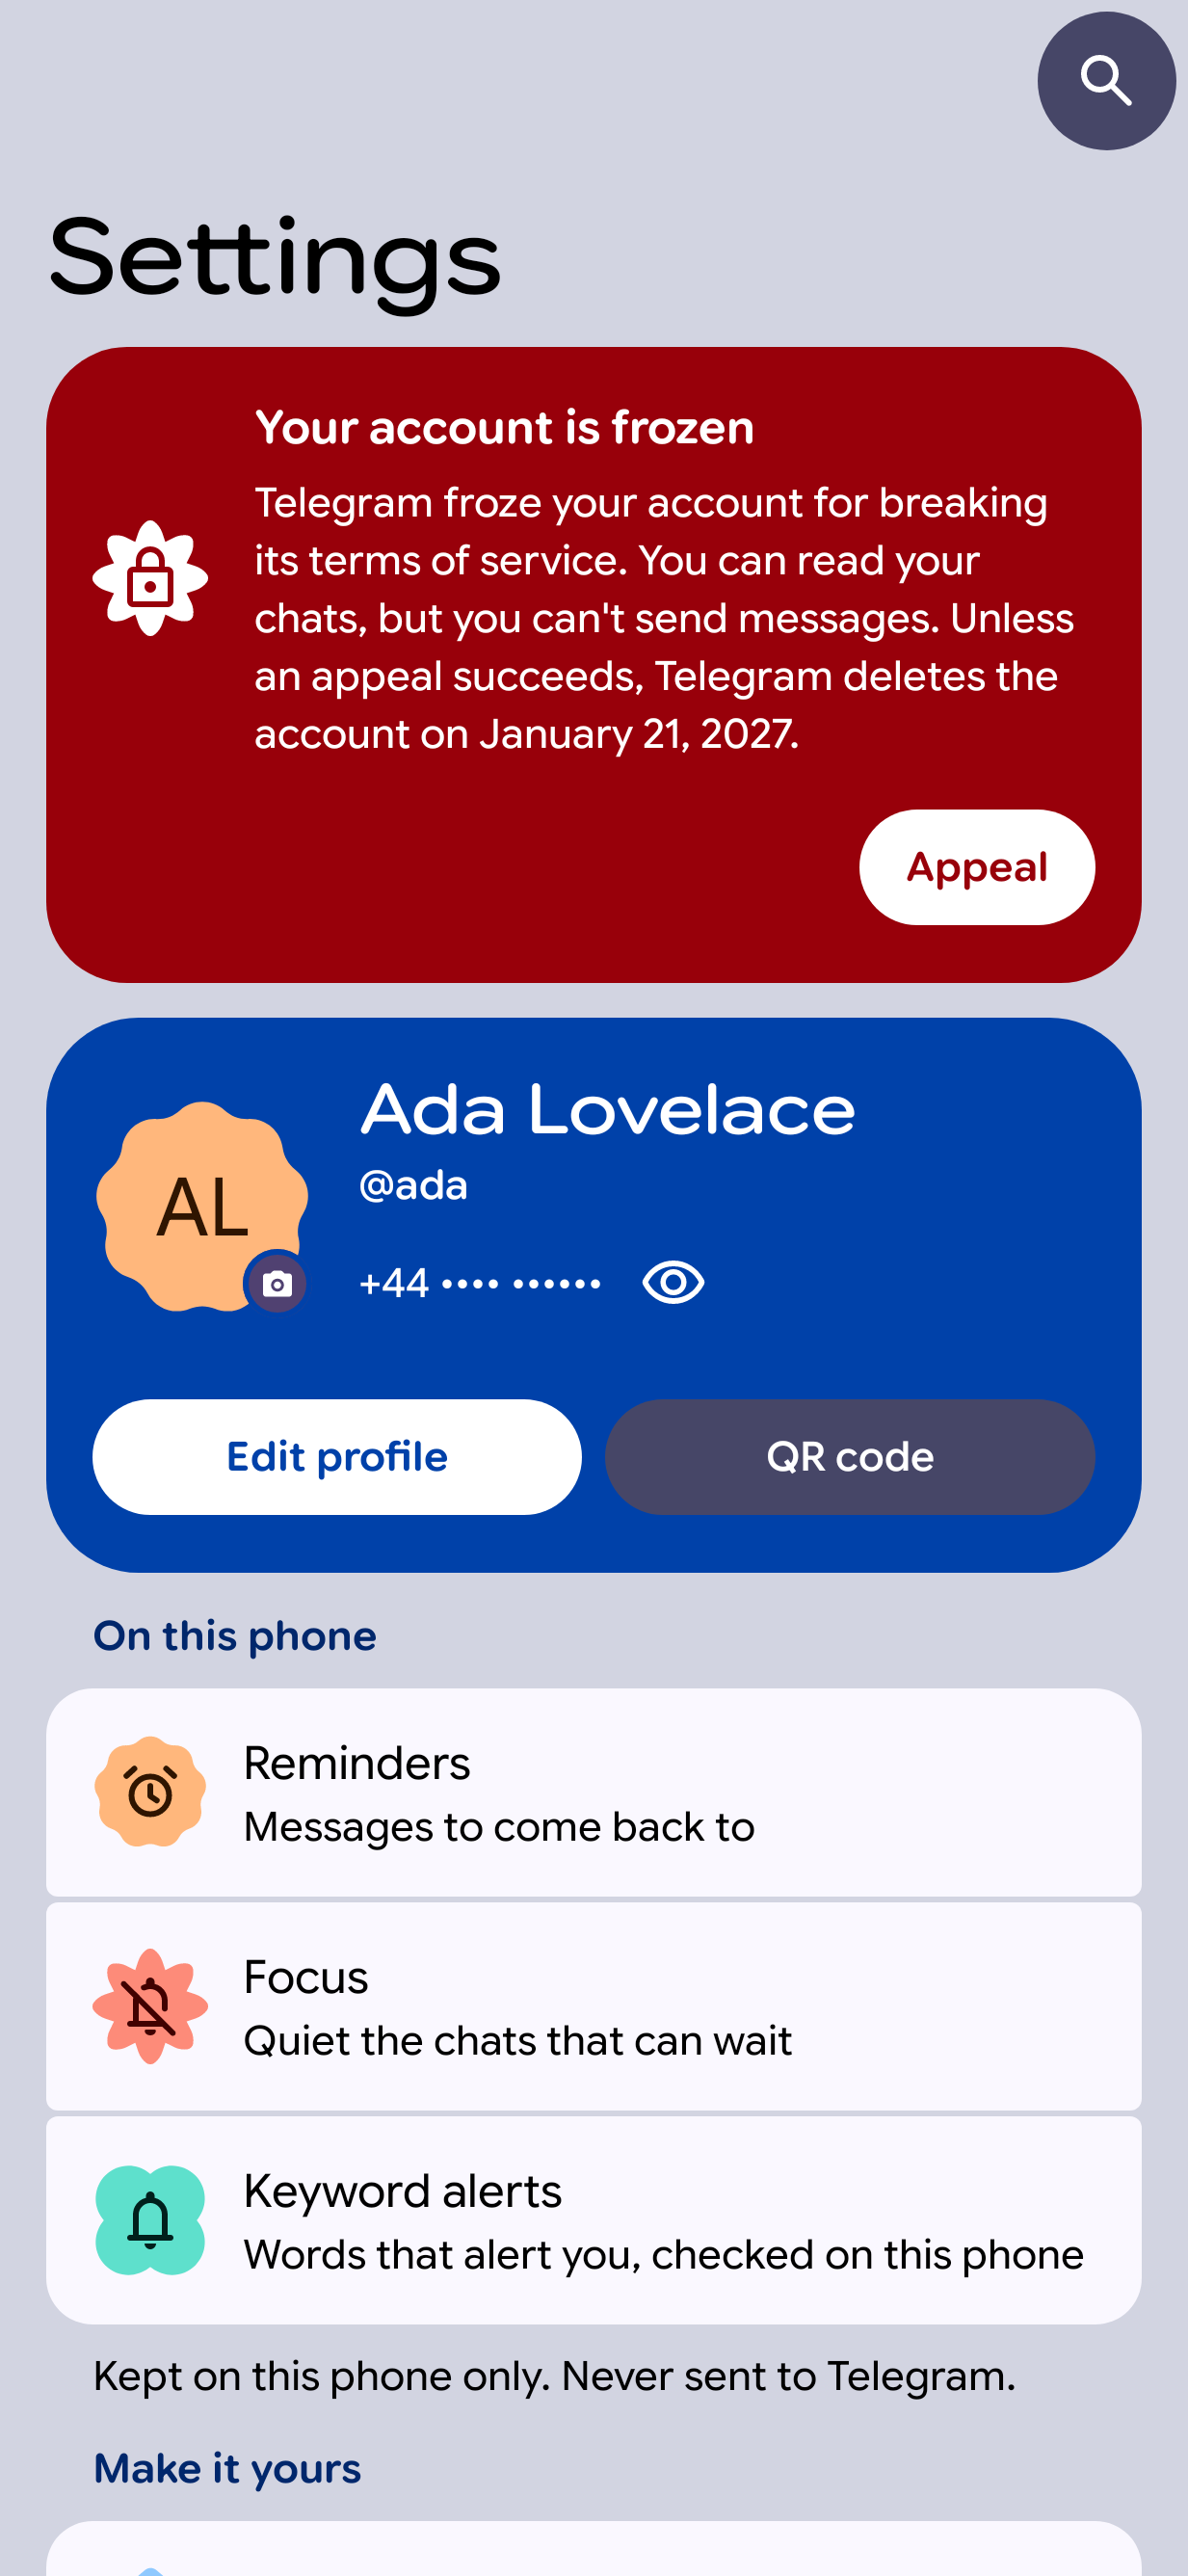 Settings
Your account is frozen
Telegram froze your account for breaking
its terms of service. You can read your
chats, but you can't send messages. Unless
an appeal succeeds, Telegram deletes the
account on January 21, 2027.
Appeal
Ada Lovelace
@ada
AL
+44 •••• ••••••
Edit profile
QR code
On this phone
Reminders
Messages to come back to
Focus
Quiet the chats that can wait
Keyword alerts
Words that alert you, checked on this phone
Kept on this phone only. Never sent to Telegram.
Make it yours